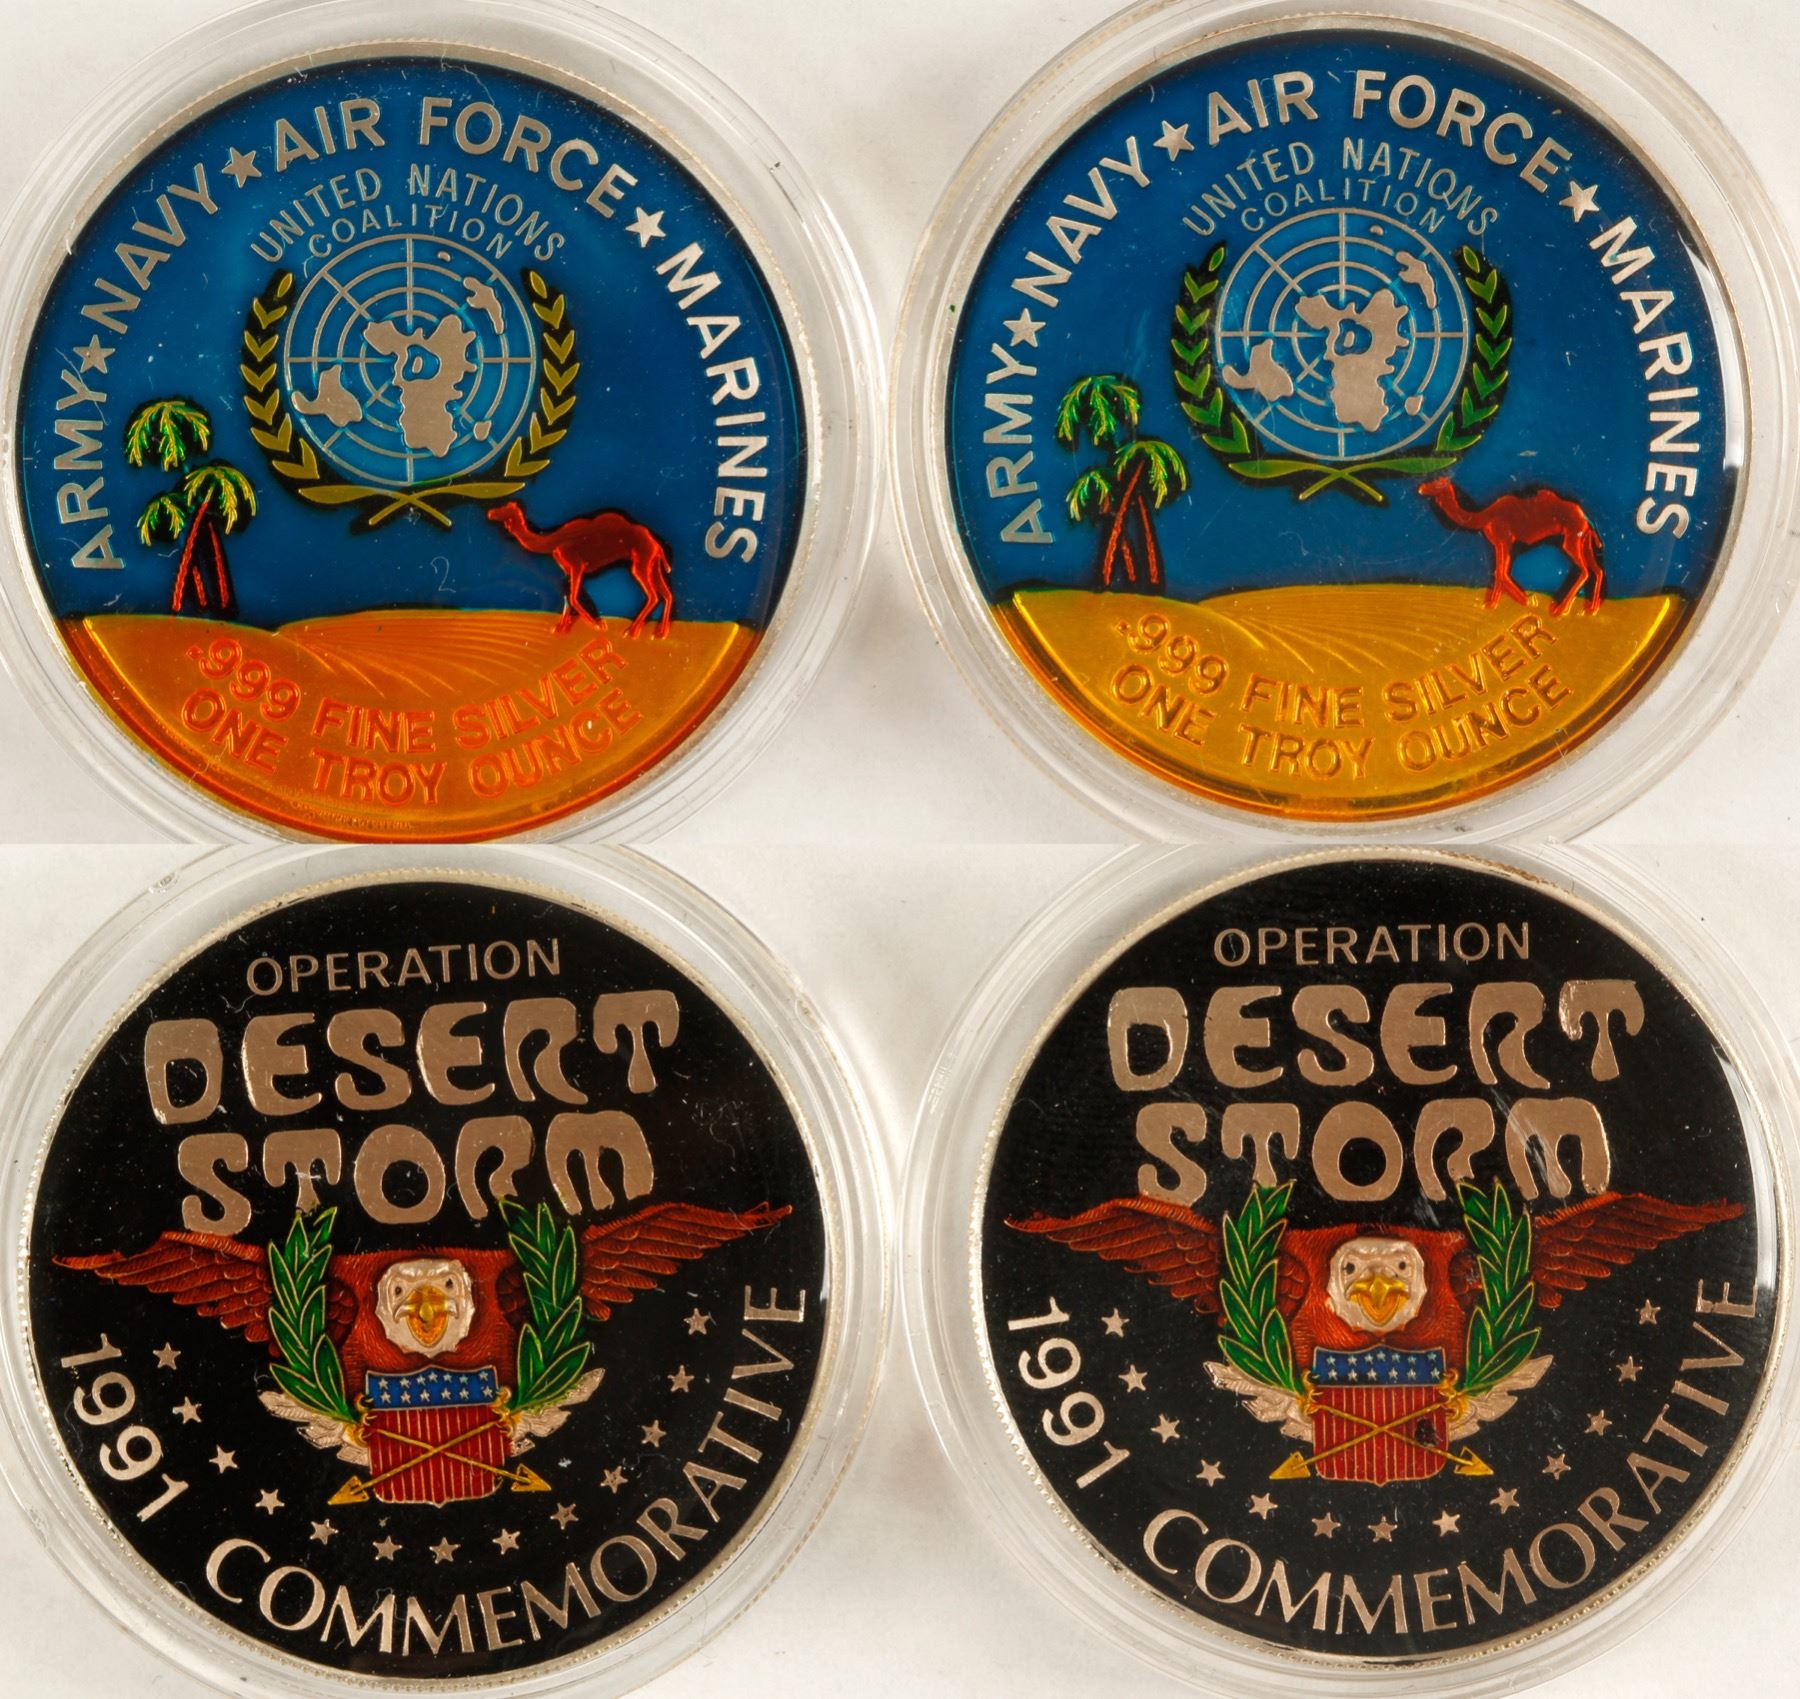 ARMY ★ NAVY ★ AIR FORCE ★ MARINES
UNITED NATIONS
COALITION
.999 FINE SILVER
ONE TROY OUNCE
ARMY ★ NAVY ★ AIR FORCE ★ MARINES
UNITED NATIONS
COALITION
.999 FINE SILVER
ONE TROY OUNCE
OPERATION
DESERT
STORM
1991 COMMEMORATIVE
OPERATION
DESERT
STORM
1991 COMMEMORATIVE